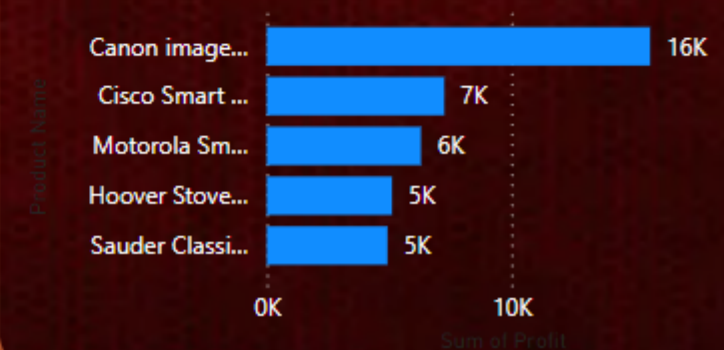 Product Name
Canon image... 16K
Cisco Smart ... 7K
Motorola Sm... 6K
Hoover Stove... 5K
Sauder Classi... 5K
0K 10K
Sum of Profit